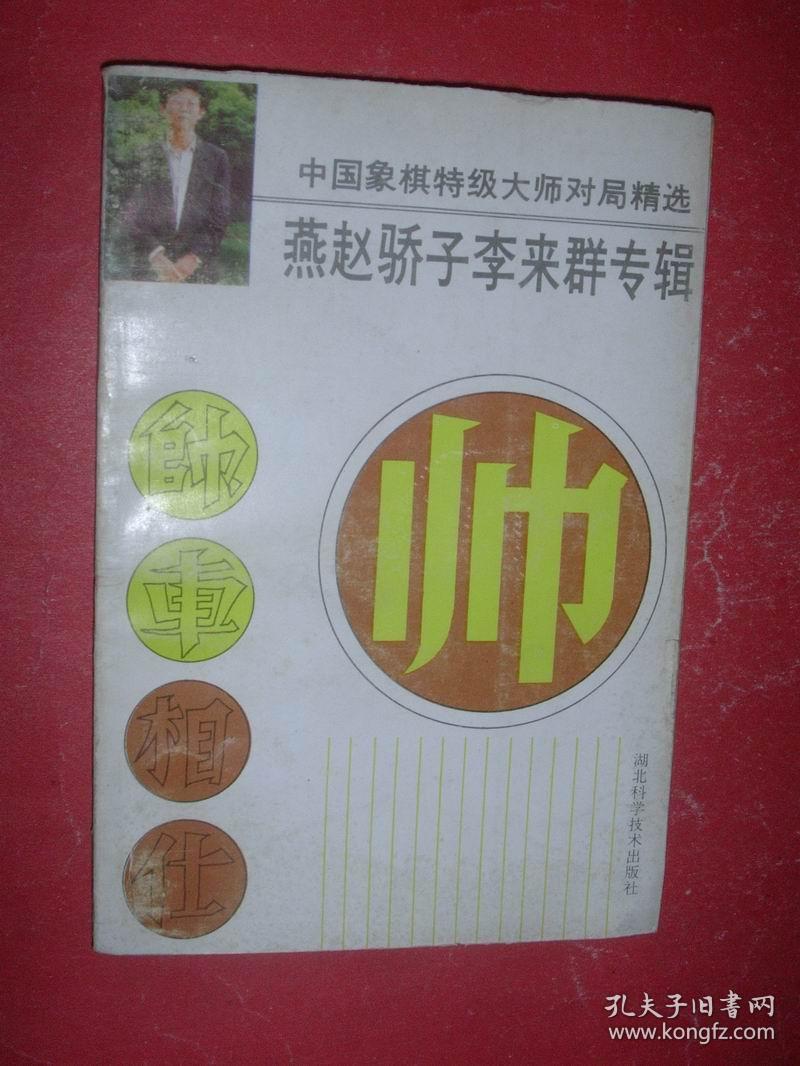 中国象棋特级大师对局精选
燕赵骄子李来群专辑
帥
車
相
仕
帅
湖北科学技术出版社
孔夫子旧書网
www.kongfz.com